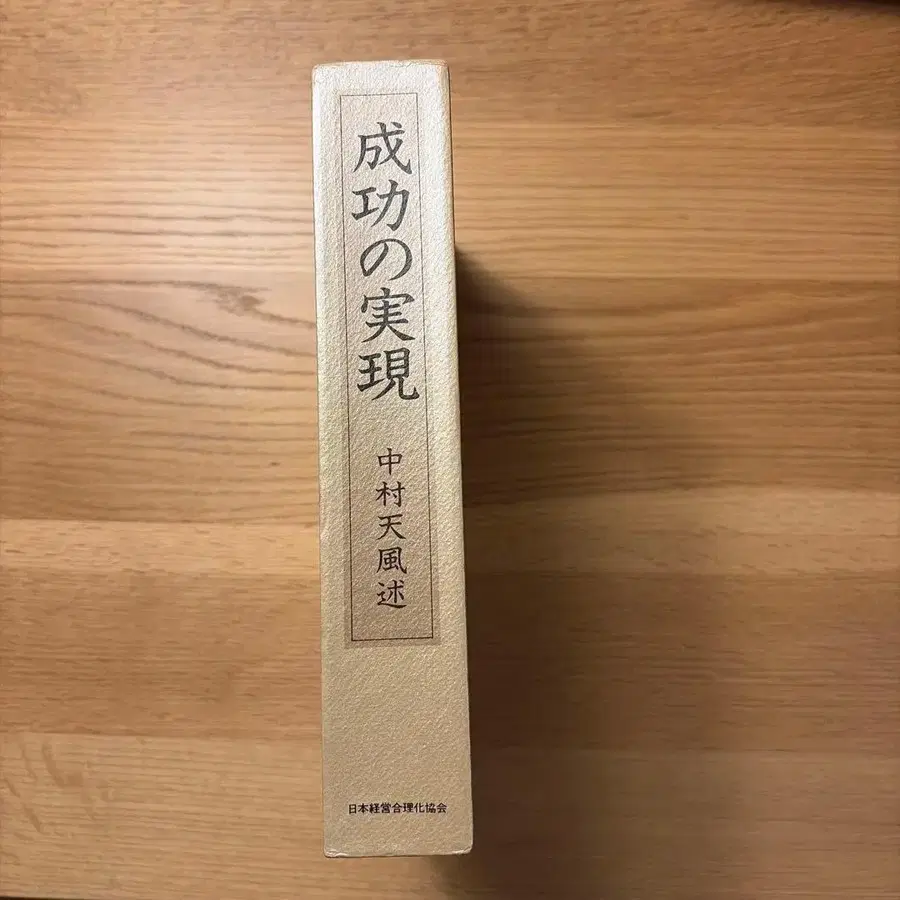 成功の実現
中村天風述
日本経営合理化協会